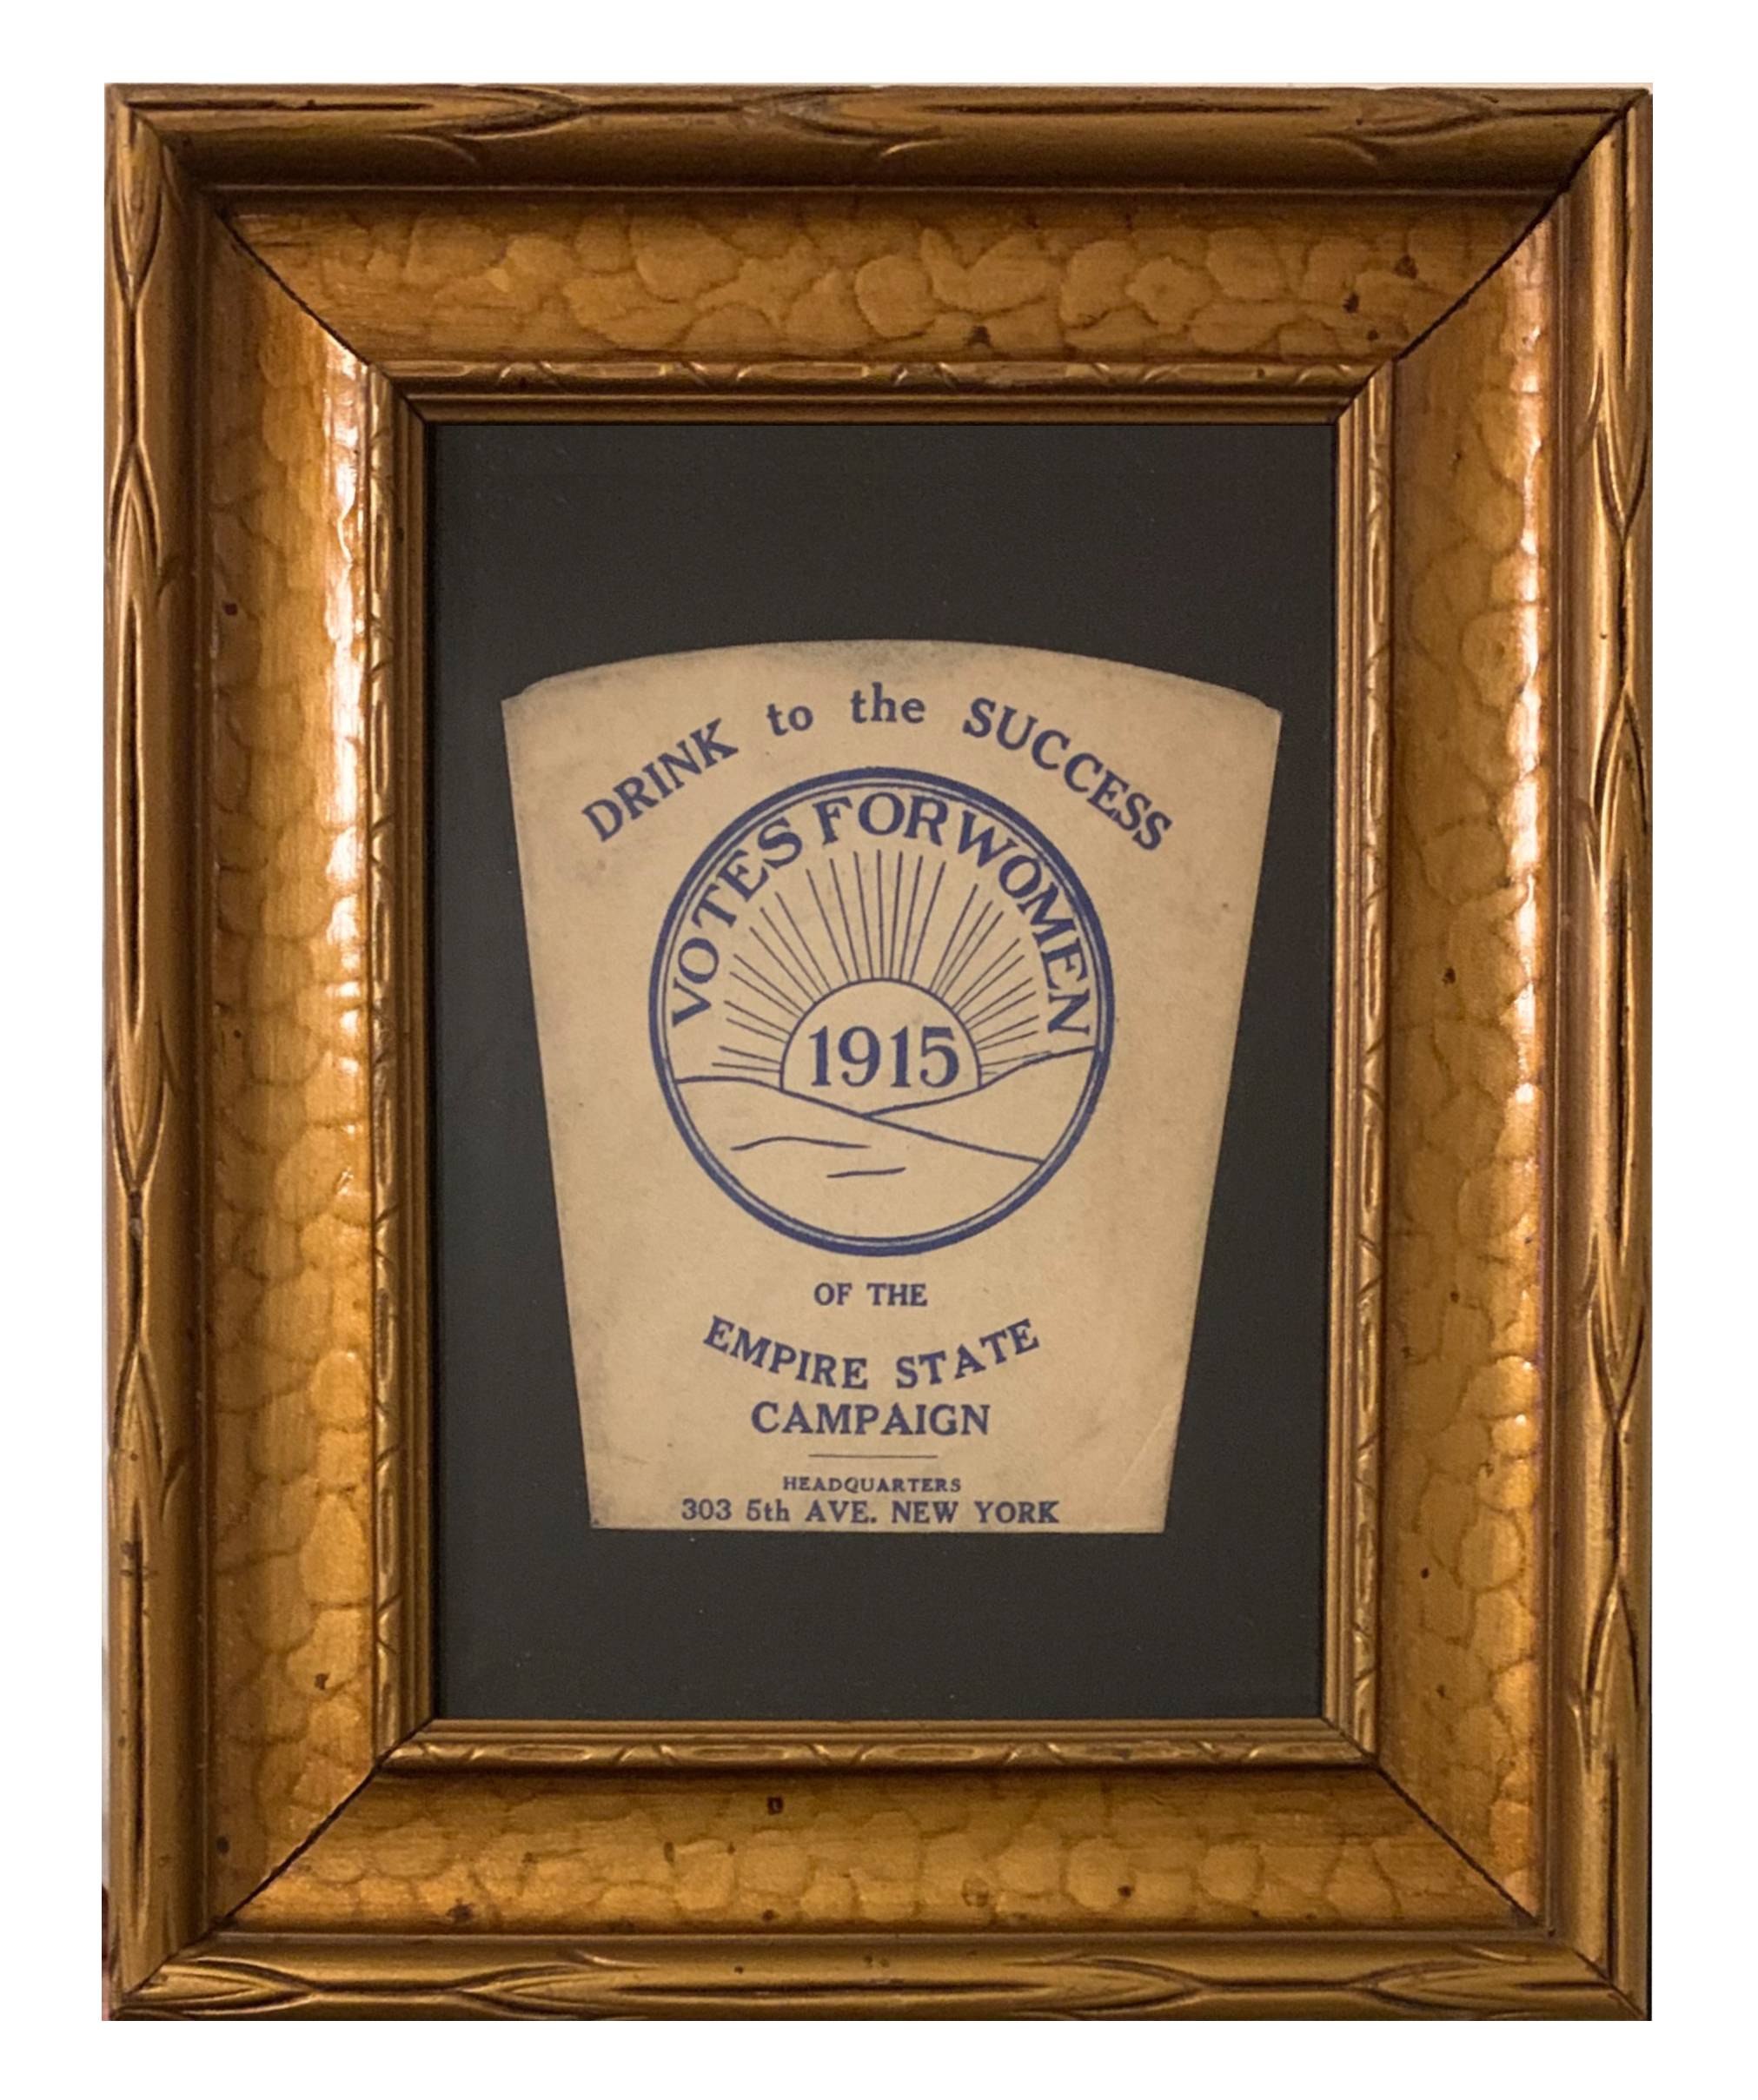 DRINK to the SUCCESS
VOTES FOR WOMEN
1915
OF THE
EMPIRE STATE
CAMPAIGN
HEADQUARTERS
303 5th AVE. NEW YORK